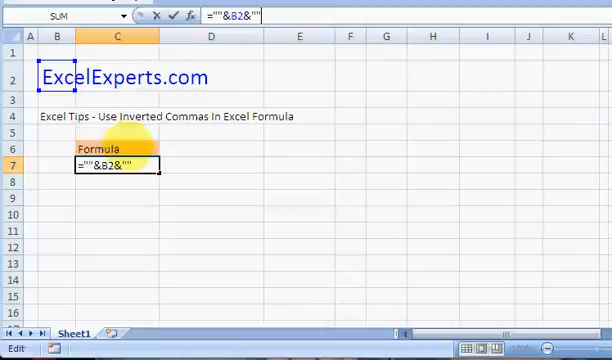 SUM =""&B2&""
A B C D E F G H I J K L
1
2 ExcelExperts.com
3
4 Excel Tips - Use Inverted Commas In Excel Formula
5
6 Formula
7 =""&B2&""
8
9
10
11
12
13
14
15
16
Sheet1
Edit